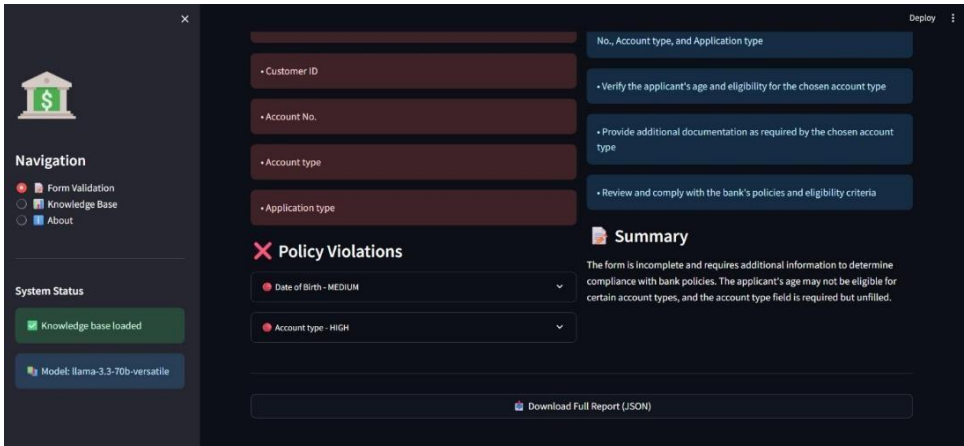 Deploy
Navigation
Form Validation
Knowledge Base
About
System Status
Knowledge base loaded
Model: llama-3.3-70b-versatile
• Customer ID
• Account No.
• Account type
• Application type
Policy Violations
Date of Birth - MEDIUM
Account type - HIGH
No., Account type, and Application type
• Verify the applicant's age and eligibility for the chosen account type
• Provide additional documentation as required by the chosen account
type
• Review and comply with the bank's policies and eligibility criteria
Summary
The form is incomplete and requires additional information to determine
compliance with bank policies. The applicant's age may not be eligible for
certain account types, and the account type field is required but unfilled.
Download Full Report (JSON)